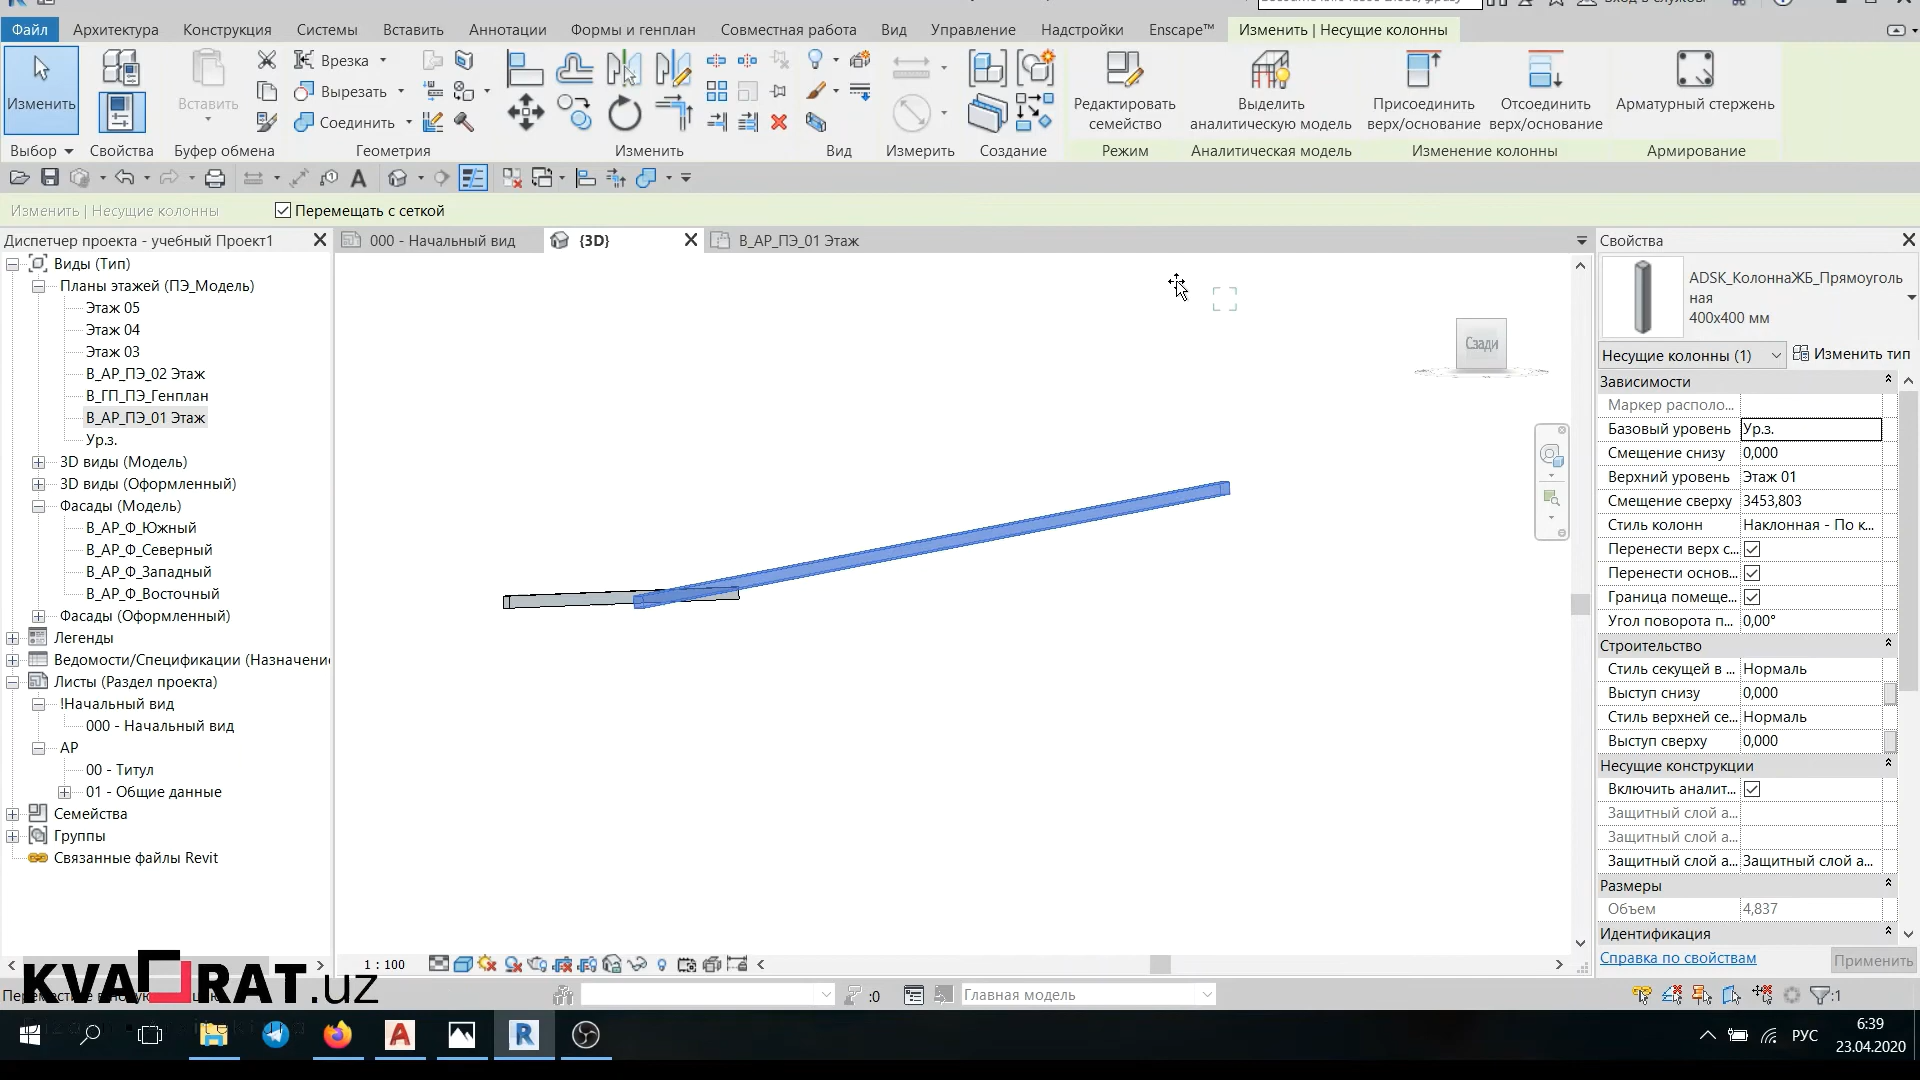 Файл Архитектура Конструкция Системы Вставить Аннотации Формы и генплан Совместная работа Вид Управление Надстройки Enscape™ Изменить | Несущие колонны
Изменить
Вставить
Врезка
Вырезать
Соединить
Редактировать семейство
Выделить аналитическую модель
Присоединить верх/основание
Отсоединить верх/основание
Арматурный стержень
Выбор Свойства Буфер обмена Геометрия Изменить Вид Измерить Создание Режим Аналитическая модель Изменение колонны Армирование
Изменить | Несущие колонны Перемещать с сеткой
Диспетчер проекта - учебный Проект1
Виды (Тип)
Планы этажей (ПЭ_Модель)
Этаж 05
Этаж 04
Этаж 03
В_АР_ПЭ_02 Этаж
В_ГП_ПЭ_Генплан
В_АР_ПЭ_01 Этаж
Ур.з.
3D виды (Модель)
3D виды (Оформленный)
Фасады (Модель)
В_АР_Ф_Южный
В_АР_Ф_Северный
В_АР_Ф_Западный
В_АР_Ф_Восточный
Фасады (Оформленный)
Легенды
Ведомости/Спецификации (Назначени
Листы (Раздел проекта)
!Начальный вид
000 - Начальный вид
АР
00 - Титул
01 - Общие данные
Семейства
Группы
Связанные файлы Revit
000 - Начальный вид {3D} В_АР_ПЭ_01 Этаж
Сзади
1 : 100
Свойства
ADSK_КолоннаЖБ_Прямоуголь
ная
400x400 мм
Несущие колонны (1) Изменить тип
Зависимости
Маркер располо...
Базовый уровень Ур.з.
Смещение снизу 0,000
Верхний уровень Этаж 01
Смещение сверху 3453,803
Стиль колонн Наклонная - По к...
Перенести верх с...
Перенести основ...
Граница помеще...
Угол поворота п... 0,00°
Строительство
Стиль секущей в ... Нормаль
Выступ снизу 0,000
Стиль верхней се... Нормаль
Выступ сверху 0,000
Несущие конструкции
Включить аналит...
Защитный слой а...
Защитный слой а...
Защитный слой а... Защитный слой а...
Размеры
Объем 4,837
Идентификация
Справка по свойствам Применить
KVADRAT.uz
:0 Главная модель :1
РУС
6:39
23.04.2020